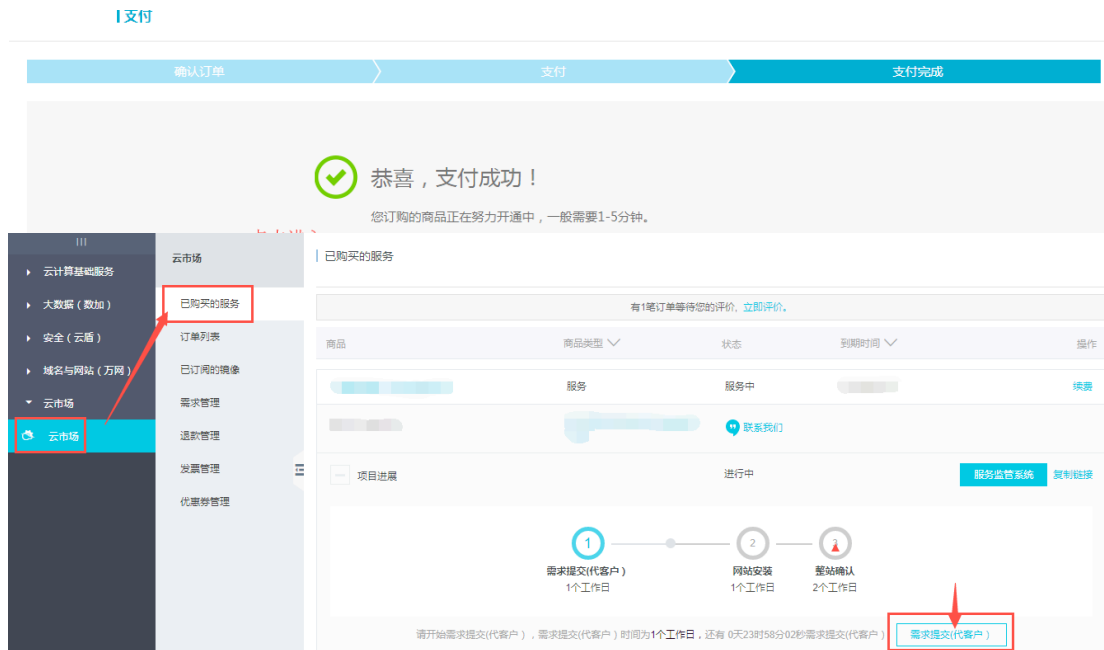 支付
确认订单 支付 支付完成
恭喜，支付成功！
您订购的商品正在努力开通中，一般需要1-5分钟。
云计算基础服务
大数据（数加）
安全（云盾）
域名与网站（万网）
云市场
云市场
云市场
已购买的服务
订单列表
已订阅的镜像
需求管理
退款管理
发票管理
优惠券管理
已购买的服务
有1笔订单等待您的评价, 立即评价。
商品 商品类型 状态 到期时间 操作
服务 服务中 续费
联系我们
项目进展 进行中 服务监管系统 复制链接
1 2 3
需求提交(代客户) 网站安装 整站确认
1个工作日 1个工作日 2个工作日
请开始需求提交(代客户)，需求提交(代客户)时间为1个工作日，还有 0天23时58分02秒需求提交(代客户) 需求提交(代客户)